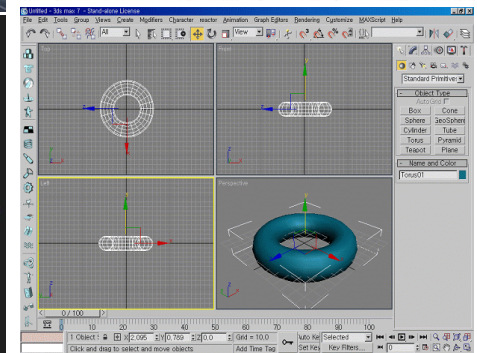 Untitled - 3ds max 7 - Stand-alone License
File Edit Tools Group Views Create Modifiers Character reactor Animation Graph Editors Rendering Customize MAXScript Help
All
View
Top
Front
Left
Perspective
Standard Primitives
- Object Type
AutoGrid
Box Cone
Sphere GeoSphere
Cylinder Tube
Torus Pyramid
Teapot Plane
- Name and Color
Torus01
0 / 100
0 10 20 30 40 50 60 70 80 90 100
1 Object X: 2.095 Y: 0.789 Z: 0.0 Grid = 10.0
Click and drag to select and move objects Add Time Tag
Auto Key Selected
Set Key Key Filters...
0